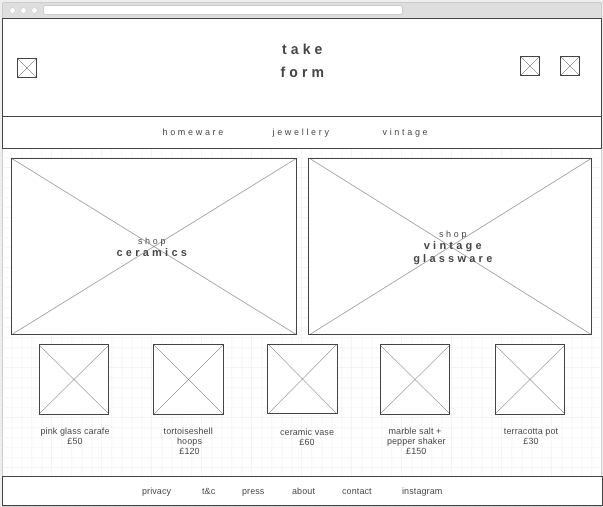 take
form
homeware jewellery vintage
shop
ceramics
shop
vintage
glassware
pink glass carafe
£50
tortoiseshell
hoops
£120
ceramic vase
£60
marble salt +
pepper shaker
£150
terracotta pot
£30
privacy t&c press about contact instagram